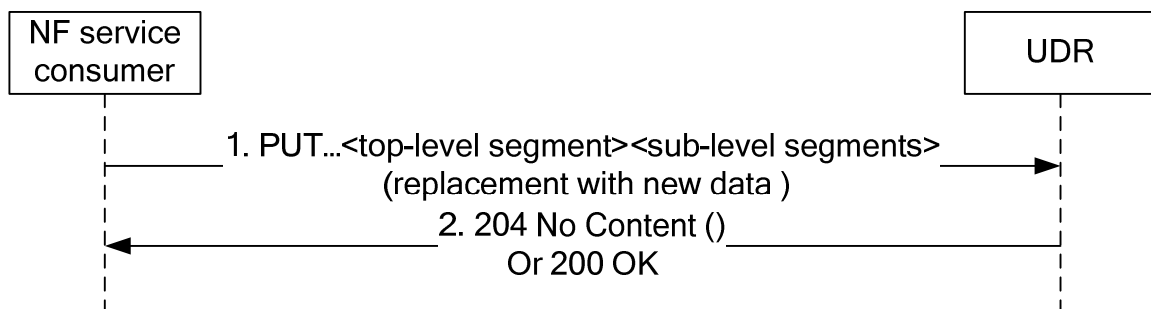 NF service
consumer
UDR
1. PUT...<top-level segment><sub-level segments>
(replacement with new data )
2. 204 No Content ()
Or 200 OK